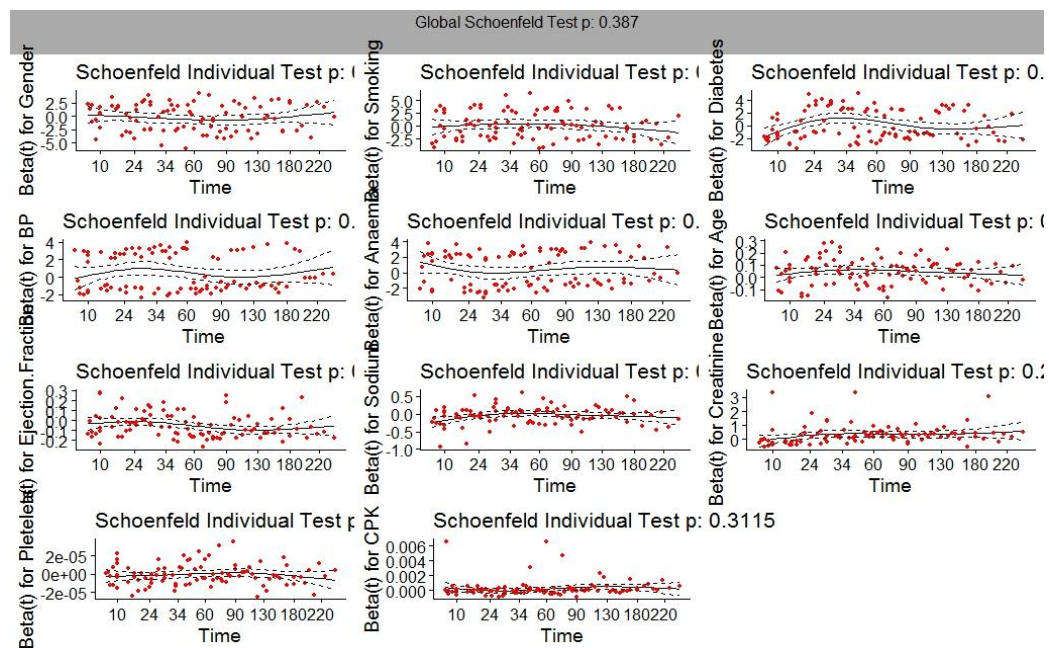 Global Schoenfeld Test p: 0.387
Schoenfeld Individual Test p: (
Beta(t) for Gender
2.5
0.0
-2.5
-5.0
10 24 34 60 90 130 180 220
Time
Schoenfeld Individual Test p: (
Beta(t) for Smoking
5.0
2.5
0.0
-2.5
10 24 34 60 90 130 180 220
Time
Schoenfeld Individual Test p: 0.
Beta(t) for Diabetes
4
2
0
-2
10 24 34 60 90 130 180 220
Time
Schoenfeld Individual Test p: 0.
Beta(t) for BP
4
2
0
-2
10 24 34 60 90 130 180 220
Time
Schoenfeld Individual Test p: 0.
Beta(t) for Anaemia
4
2
0
-2
10 24 34 60 90 130 180 220
Time
Schoenfeld Individual Test p: (
Beta(t) for Age
0.3
0.2
0.1
0.0
-0.1
10 24 34 60 90 130 180 220
Time
Schoenfeld Individual Test p: (
for Ejection.Fraction
0.3
0.2
0.1
0.0
-0.1
-0.2
10 24 34 60 90 130 180 220
Time
Schoenfeld Individual Test p: (
Beta(t) for Sodium
0.5
0.0
-0.5
-1.0
10 24 34 60 90 130 180 220
Time
Schoenfeld Individual Test p: 0.2
Beta(t) for Creatinine
3
2
1
0
10 24 34 60 90 130 180 220
Time
Schoenfeld Individual Test p
Beta(t) for Pletelets
2e-05
0e+00
-2e-05
10 24 34 60 90 130 180 220
Time
Schoenfeld Individual Test p: 0.3115
Beta(t) for CPK
0.006
0.004
0.002
0.000
10 24 34 60 90 130 180 220
Time